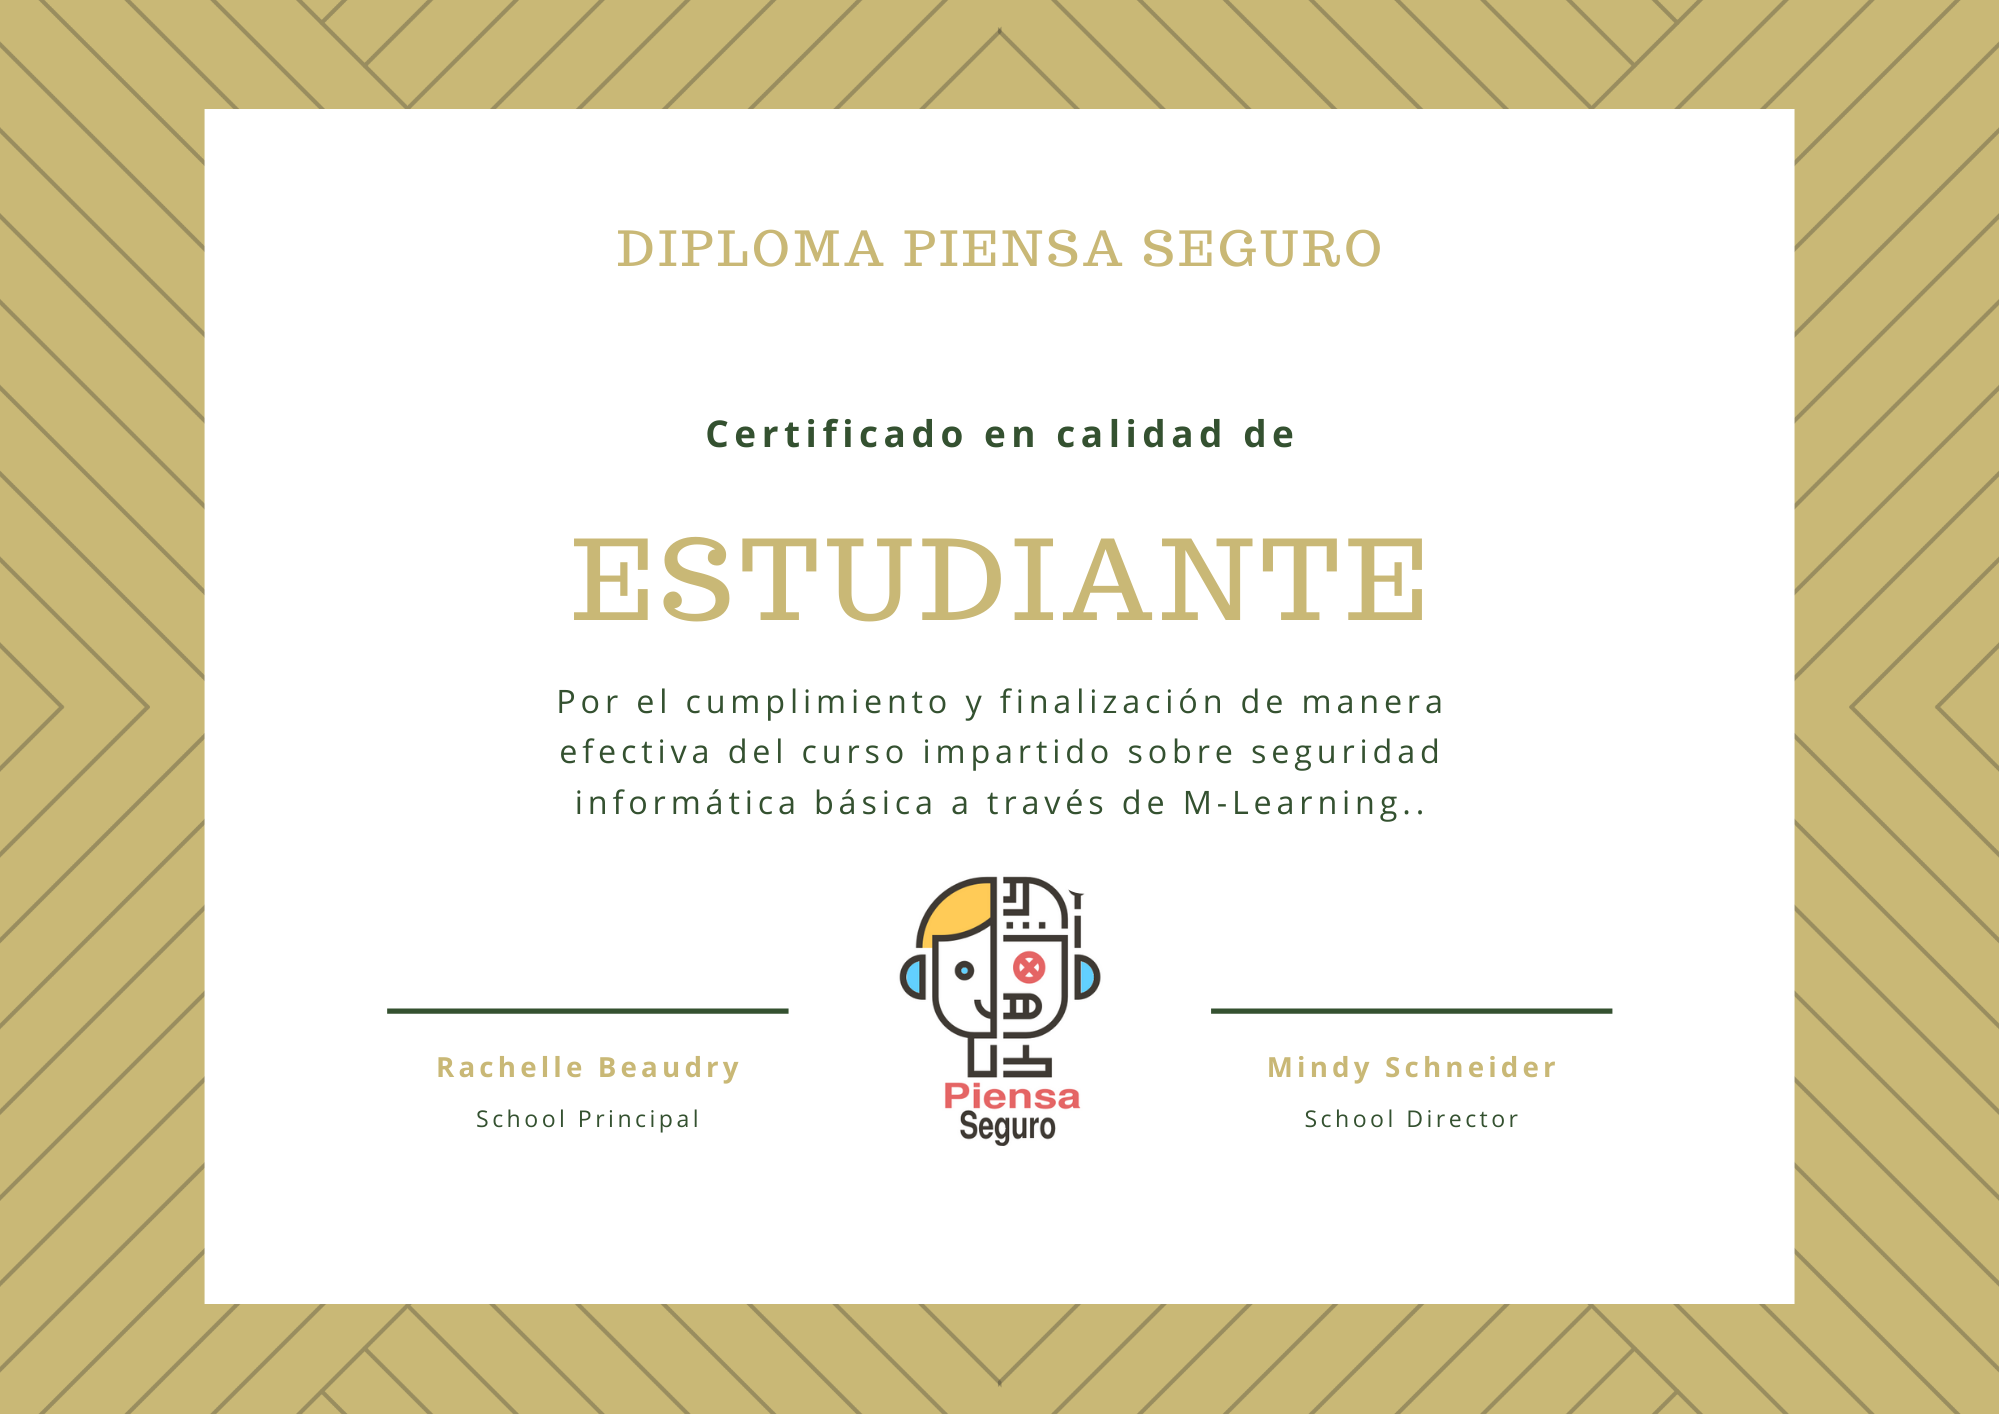 DIPLOMA PIENSA SEGURO
Certificado en calidad de
ESTUDIANTE
Por el cumplimiento y finalización de manera
efectiva del curso impartido sobre seguridad
informática básica a través de M-Learning..
Rachelle Beaudry
School Principal
Piensa
Seguro
Mindy Schneider
School Director